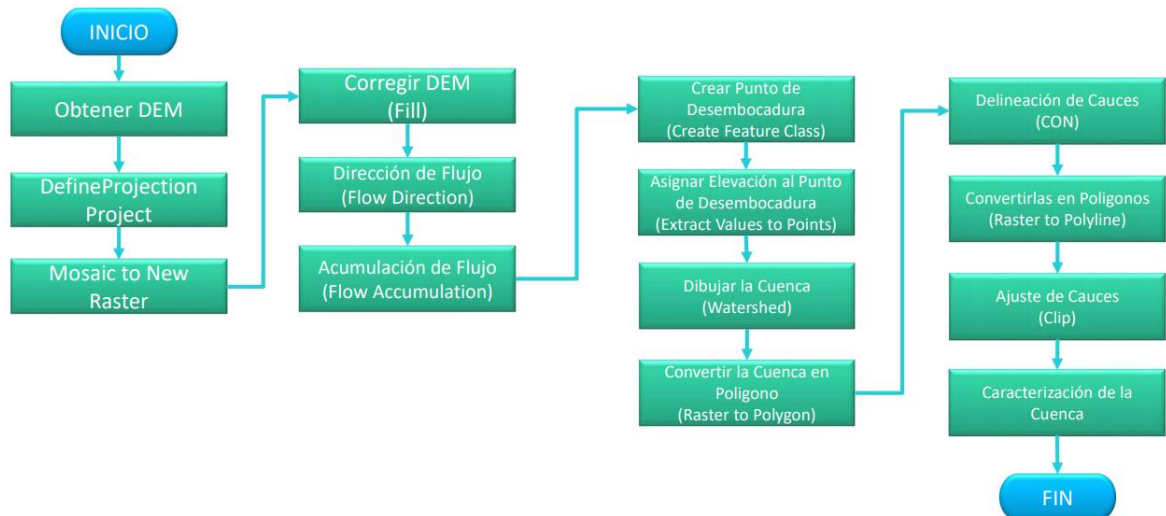 INICIO
Obtener DEM
DefineProjection
Project
Mosaic to New
Raster
Corregir DEM
(Fill)
Dirección de Flujo
(Flow Direction)
Acumulación de Flujo
(Flow Accumulation)
Crear Punto de
Desembocadura
(Create Feature Class)
Asignar Elevación al Punto
de Desembocadura
(Extract Values to Points)
Dibujar la Cuenca
(Watershed)
Convertir la Cuenca en
Poligono
(Raster to Polygon)
Delineación de Cauces
(CON)
Convertirlas en Poligonos
(Raster to Polyline)
Ajuste de Cauces
(Clip)
Caracterización de la
Cuenca
FIN